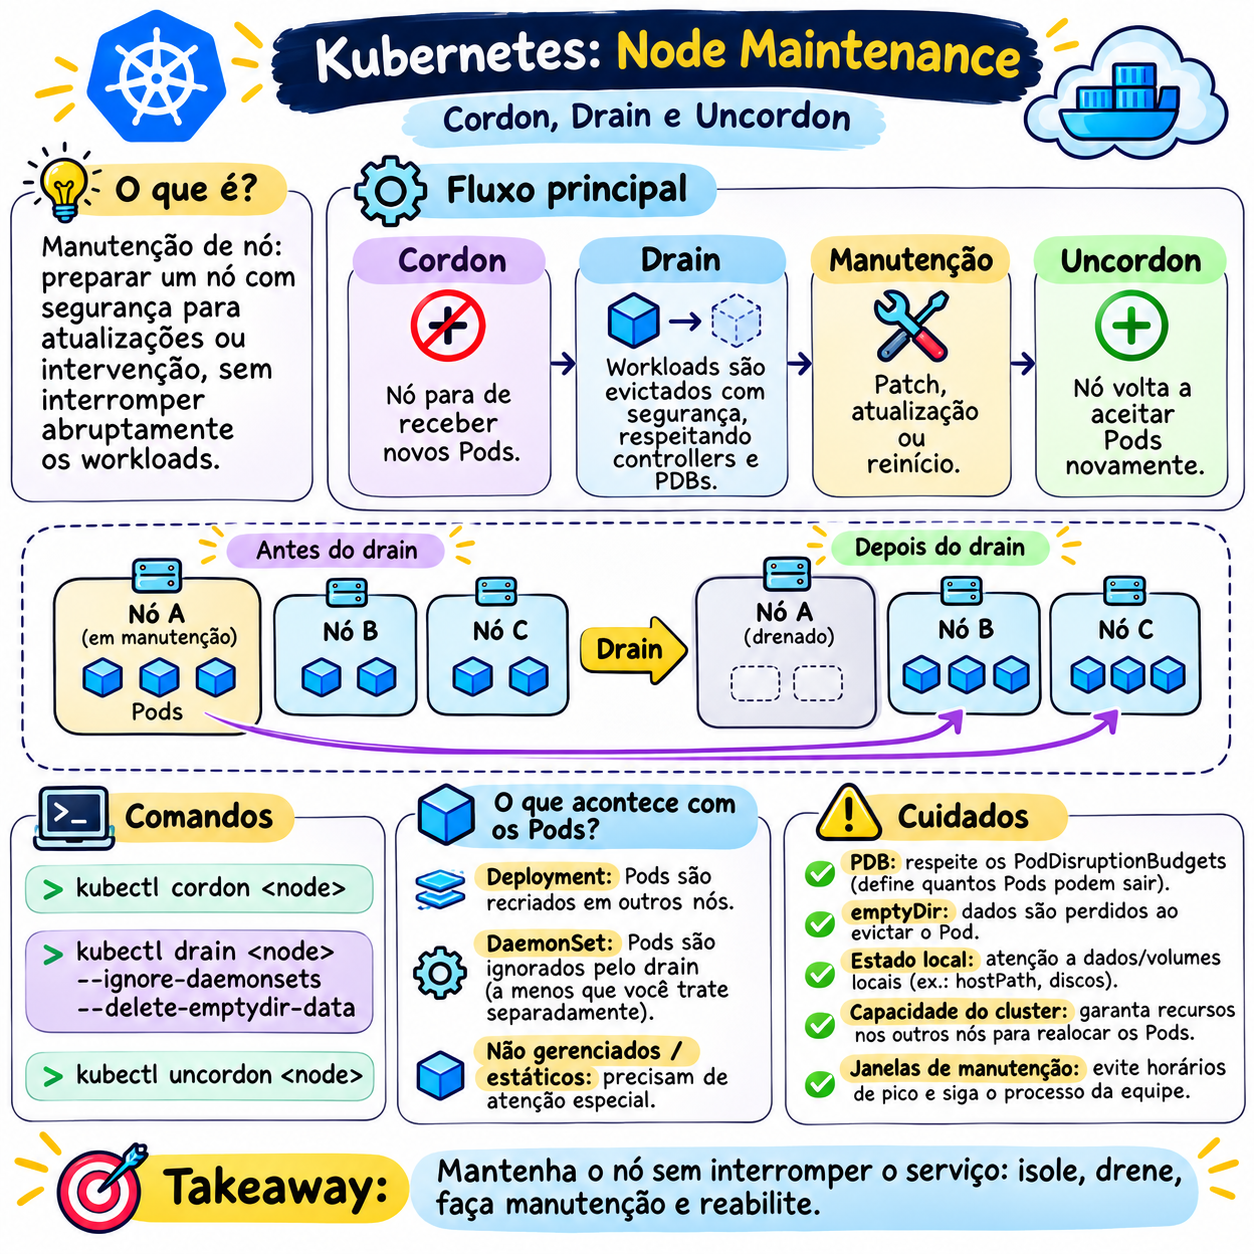 Kubernetes: Node Maintenance
Cordon, Drain e Uncordon
O que é?
Manutenção de nó:
preparar um nó com
segurança para
atualizações ou
intervenção, sem
interromper
abruptamente
os workloads.
Fluxo principal
Cordon
Nó para de
receber
novos Pods.
Drain
Workloads são
evictados com
segurança,
respeitando
controllers e
PDBs.
Manutenção
Patch,
atualização
ou
reinício.
Uncordon
Nó volta a
aceitar
Pods
novamente.
Antes do drain
Nó A
(em manutenção)
Pods
Nó B
Nó C
Drain
Depois do drain
Nó A
(drenado)
Nó B
Nó C
Comandos
> kubectl cordon <node>
> kubectl drain <node>
--ignore-daemonsets
--delete-emptydir-data
> kubectl uncordon <node>
O que acontece com
os Pods?
Deployment: Pods são
recriados em outros nós.
DaemonSet: Pods são
ignorados pelo drain
(a menos que você trate
separadamente).
Não gerenciados /
estáticos: precisam de
atenção especial.
Cuidados
PDB: respeite os PodDisruptionBudgets
(define quantos Pods podem sair).
emptyDir: dados são perdidos ao
evictar o Pod.
Estado local: atenção a dados/volumes
locais (ex.: hostPath, discos).
Capacidade do cluster: garanta recursos
nos outros nós para realocar os Pods.
Janelas de manutenção: evite horários
de pico e siga o processo da equipe.
Takeaway:
Mantenha o nó sem interromper o serviço: isole, drene,
faça manutenção e reabilite.